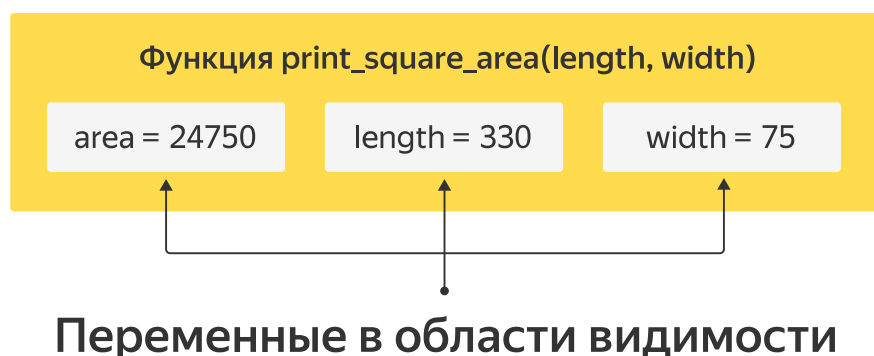 Функция print_square_area(length, width)
area = 24750 length = 330 width = 75
Переменные в области видимости